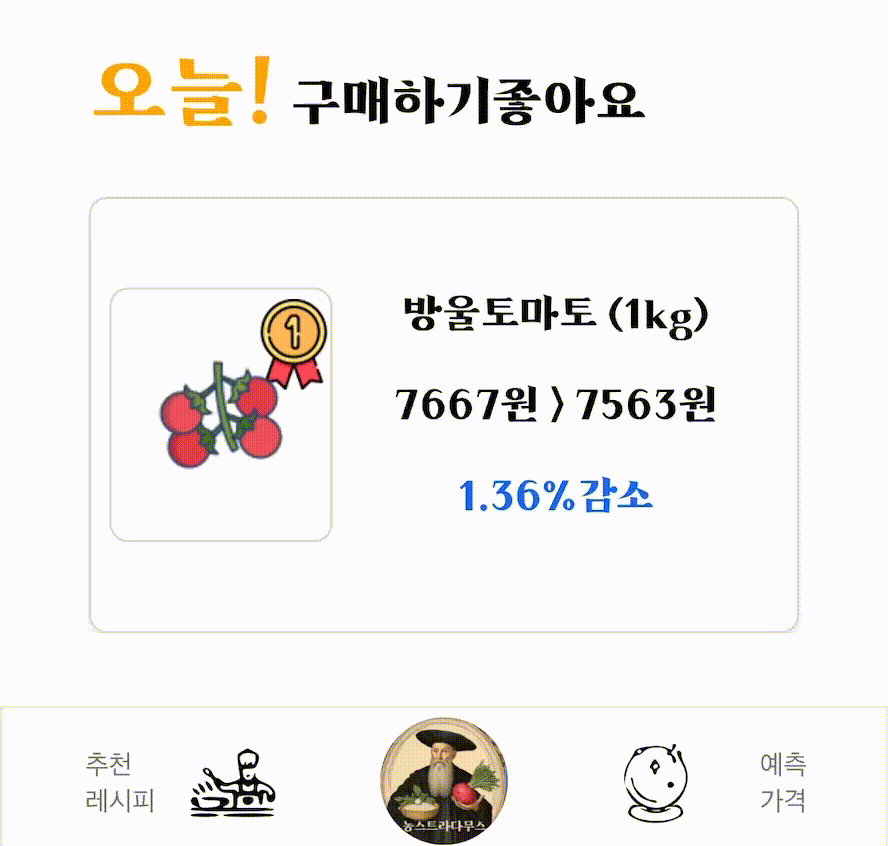 오늘! 구매하기좋아요
1
방울토마토 (1kg)
7667원 > 7563원
1.36%감소
추천
레시피
농스트라다무스
예측
가격